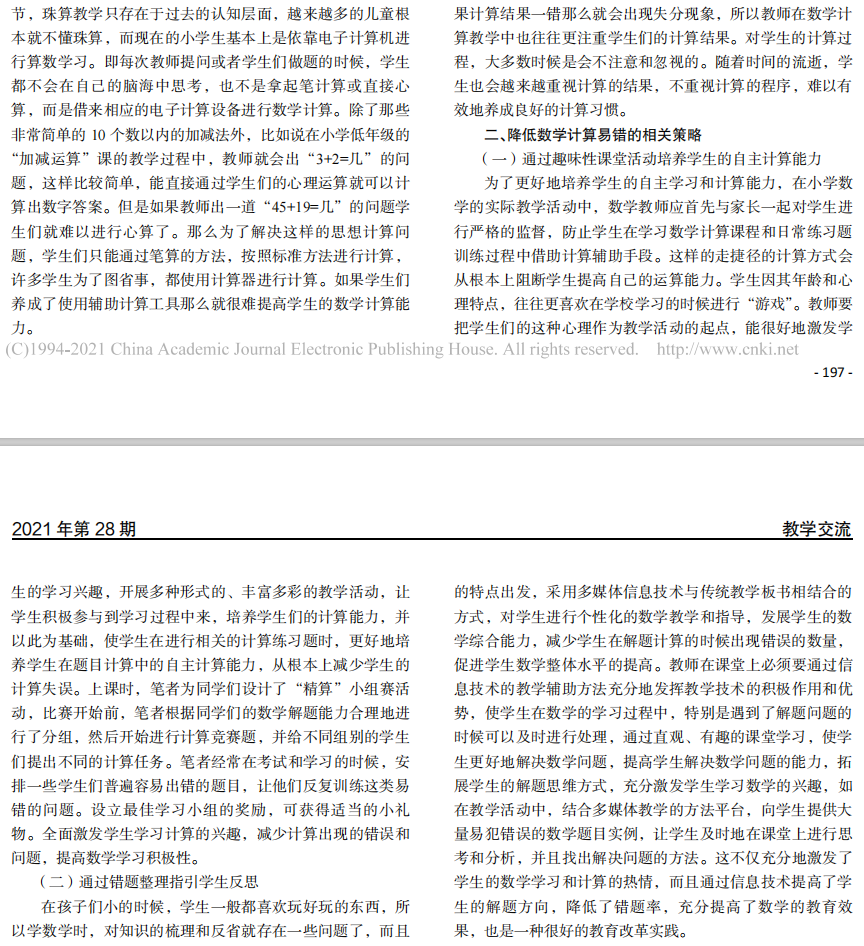 节，珠算教学只存在于过去的认知层面，越来越多的儿童根
本就不懂珠算，而现在的小学生基本上是依靠电子计算机进
行算数学习。即每次教师提问或者学生们做题的时候，学生
都不会在自己的脑海中思考，也不是拿起笔计算或直接心
算，而是借来相应的电子计算设备进行数学计算。除了那些
非常简单的 10 个数以内的加减法外，比如说在小学低年级的
“加减运算”课的教学过程中，教师就会出“3+2=几”的问
题，这样比较简单，能直接通过学生们的心理运算就可以计
算出数字答案。但是如果教师出一道“45+19=几”的问题学
生们就难以进行心算了。那么为了解决这样的思想计算问
题，学生们只能通过笔算的方法，按照标准方法进行计算，
许多学生为了图省事，都使用计算器进行计算。如果学生们
养成了使用辅助计算工具那么就很难提高学生的数学计算能
力。
果计算结果一错那么就会出现失分现象，所以教师在数学计
算教学中也往往更注重学生们的计算结果。对学生的计算过
程，大多数时候是会不注意和忽视的。随着时间的流逝，学
生也会越来越重视计算的结果，不重视计算的程序，难以有
效地养成良好的计算习惯。
二、降低数学计算易错的相关策略
（一）通过趣味性课堂活动培养学生的自主计算能力
为了更好地培养学生的自主学习和计算能力，在小学数
学的实际教学活动中，数学教师应首先与家长一起对学生进
行严格的监督，防止学生在学习数学计算课程和日常练习题
训练过程中借助计算辅助手段。这样的走捷径的计算方式会
从根本上阻断学生提高自己的运算能力。学生因其年龄和心
理特点，往往更喜欢在学校学习的时候进行“游戏”。教师要
把学生们的这种心理作为教学活动的起点，能很好地激发学
(C)1994-2021 China Academic Journal Electronic Publishing House. All rights reserved. http://www.cnki.net
- 197 -
2021 年第 28 期
教学交流
生的学习兴趣，开展多种形式的、丰富多彩的教学活动，让
学生积极参与到学习过程中来，培养学生们的计算能力，并
以此为基础，使学生在进行相关的计算练习题时，更好地培
养学生在题目计算中的自主计算能力，从根本上减少学生的
计算失误。上课时，笔者为同学们设计了“精算”小组赛活
动，比赛开始前，笔者根据同学们的数学解题能力合理地进
行了分组，然后开始进行计算竞赛题，并给不同组别的学生
们提出不同的计算任务。笔者经常在考试和学习的时候，安
排一些学生们普遍容易出错的题目，让他们反复训练这类易
错的问题。设立最佳学习小组的奖励，可获得适当的小礼
物。全面激发学生学习计算的兴趣，减少计算出现的错误和
问题，提高数学学习积极性。
（二）通过错题整理指引学生反思
在孩子们小的时候，学生一般都喜欢玩好玩的东西，所
以学数学时，对知识的梳理和反省就存在一些问题了，而且
的特点出发，采用多媒体信息技术与传统教学板书相结合的
方式，对学生进行个性化的数学教学和指导，发展学生的数
学综合能力，减少学生在解题计算的时候出现错误的数量，
促进学生数学整体水平的提高。教师在课堂上必须要通过信
息技术的教学辅助方法充分地发挥教学技术的积极作用和优
势，使学生在数学的学习过程中，特别是遇到了解题问题的
时候可以及时进行处理，通过直观、有趣的课堂学习，使学
生更好地解决数学问题，提高学生解决数学问题的能力，拓
展学生的解题思维方式，充分激发学生学习数学的兴趣，如
在教学活动中，结合多媒体教学的方法平台，向学生提供大
量易犯错误的数学题目实例，让学生及时地在课堂上进行思
考和分析，并且找出解决问题的方法。这不仅充分地激发了
学生的数学学习和计算的热情，而且通过信息技术提高了学
生的解题方向，降低了错题率，充分提高了数学的教育效
果，也是一种很好的教育改革实践。